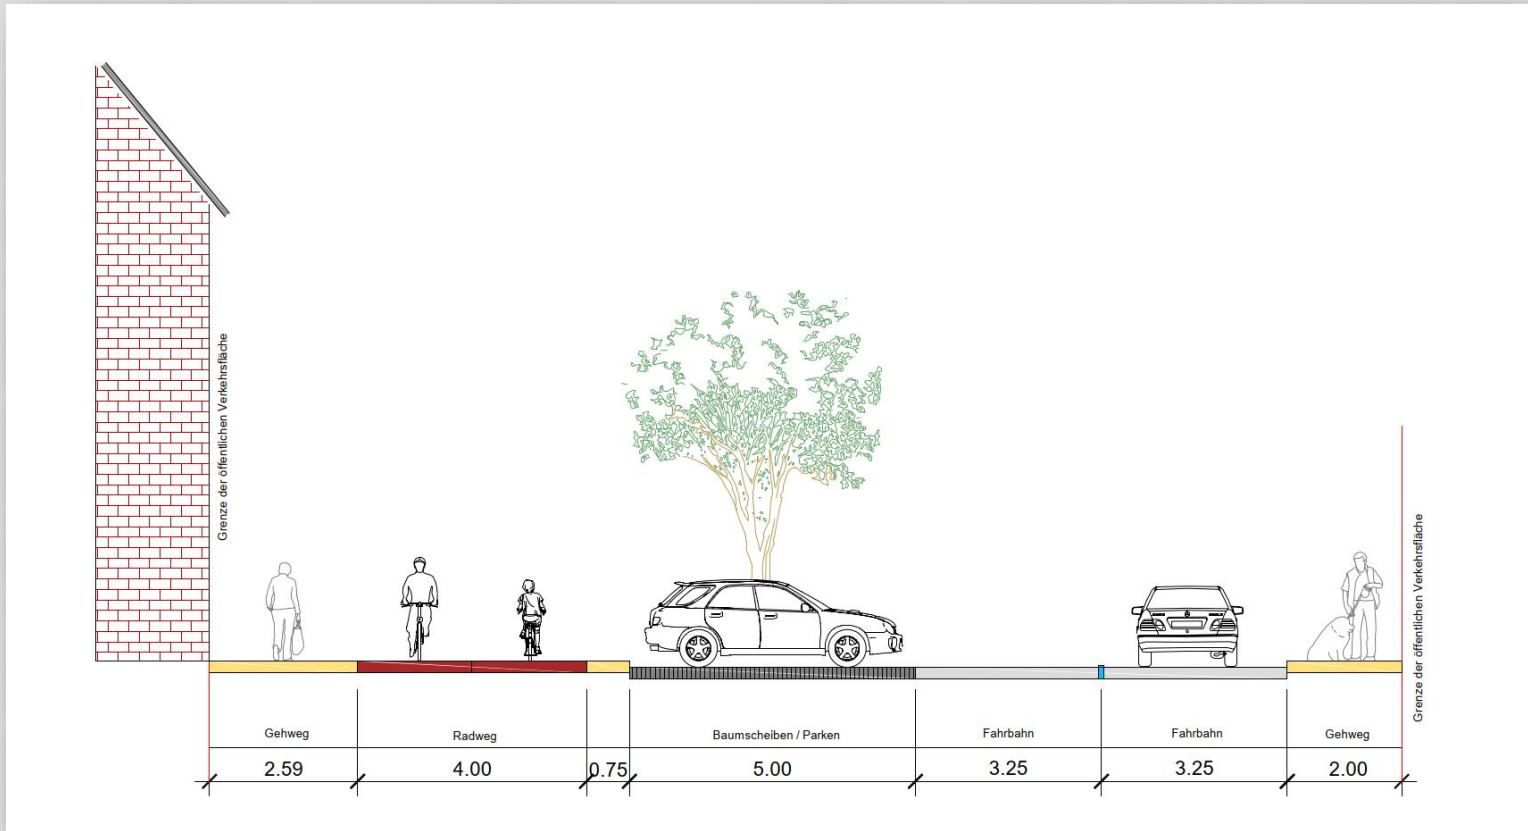 Grenze der öffentlichen Verkehrsfläche
Grenze der öffentlichen Verkehrsfläche
Gehweg
Radweg
Baumscheiben / Parken
Fahrbahn
Fahrbahn
Gehweg
2.59
4.00
0.75
5.00
3.25
3.25
2.00